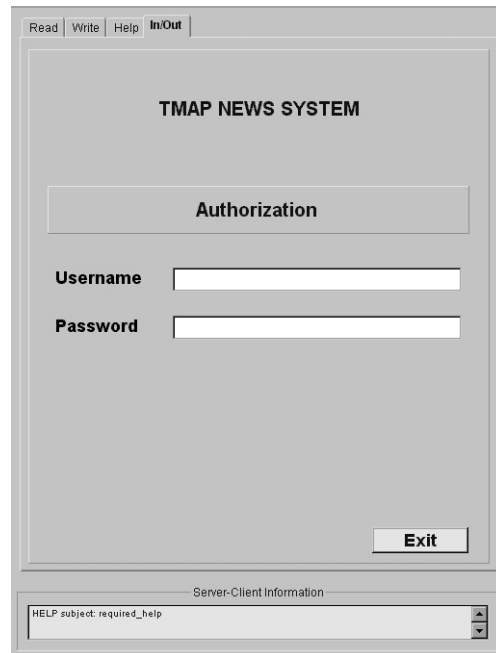 Read Write Help In/Out
TMAP NEWS SYSTEM
Authorization
Username
Password
Exit
Server-Client Information
HELP subject: required_help